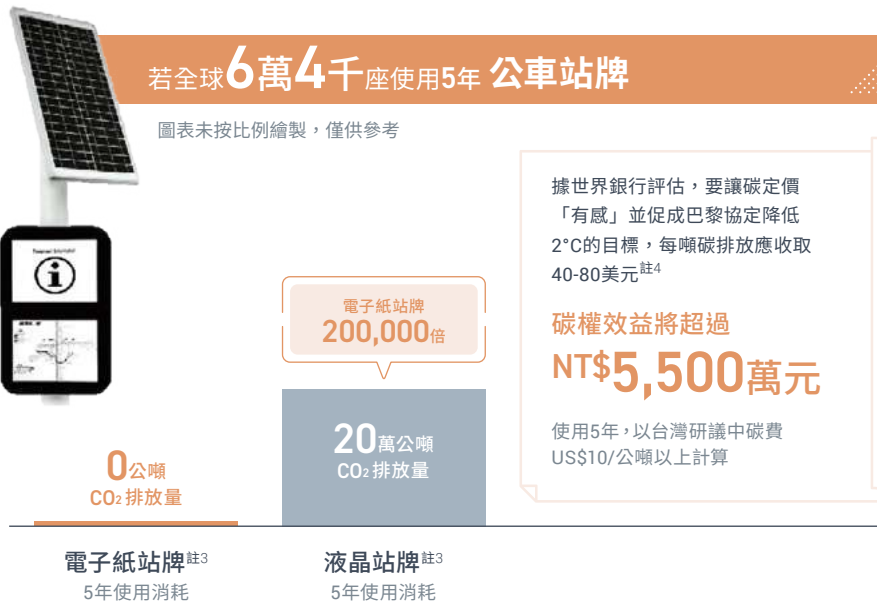 若全球6萬4千座使用5年 公車站牌
圖表未按比例繪製，僅供參考
據世界銀行評估，要讓碳定價
「有感」並促成巴黎協定降低
2°C的目標，每噸碳排放應收取
40-80美元註4
碳權效益將超過
NT$5,500萬元
使用5年，以台灣研議中碳費
US$10/公噸以上計算
電子紙站牌
200,000倍
20萬公噸
CO2排放量
0公噸
CO2排放量
電子紙站牌註3
5年使用消耗
液晶站牌註3
5年使用消耗